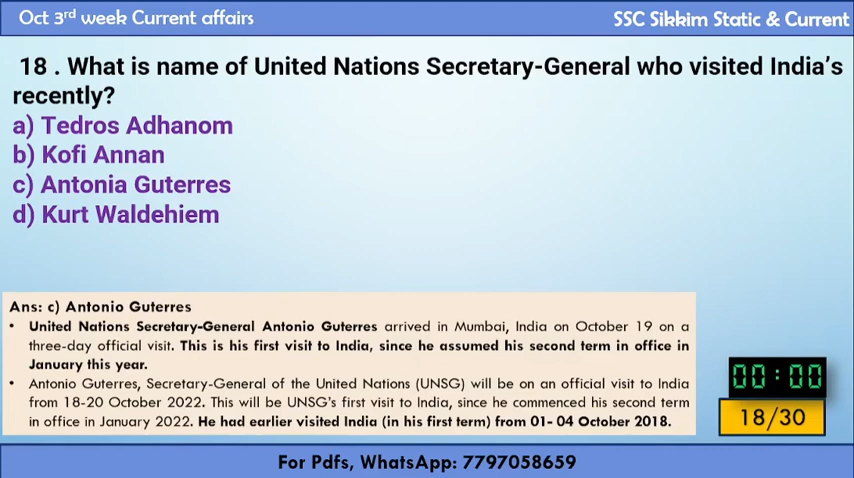 Oct 3rd week Current affairs
SSC Sikkim Static & Current
18 . What is name of United Nations Secretary-General who visited India's
recently?
a) Tedros Adhanom
b) Kofi Annan
c) Antonia Guterres
d) Kurt Waldehiem
Ans: c) Antonio Guterres
• United Nations Secretary-General Antonio Guterres arrived in Mumbai, India on October 19 on a
three-day official visit. This is his first visit to India, since he assumed his second term in office in
January this year.
• Antonio Guterres, Secretary-General of the United Nations (UNSG) will be on an official visit to India
from 18-20 October 2022. This will be UNSG's first visit to India, since he commenced his second term
in office in January 2022. He had earlier visited India (in his first term) from 01- 04 October 2018.
00:00
18/30
For Pdfs, WhatsApp: 7797058659